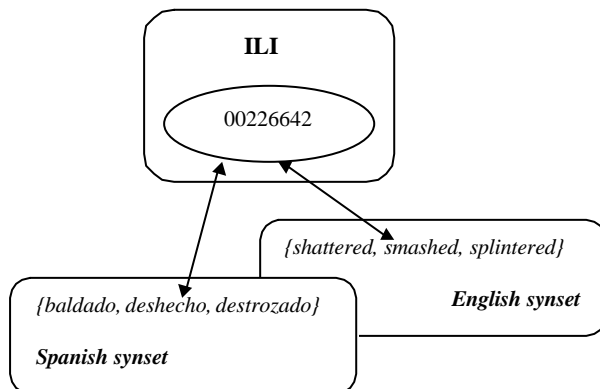 ILI
00226642
{shattered, smashed, splintered}
English synset
{baldado, deshecho, destrozado}
Spanish synset